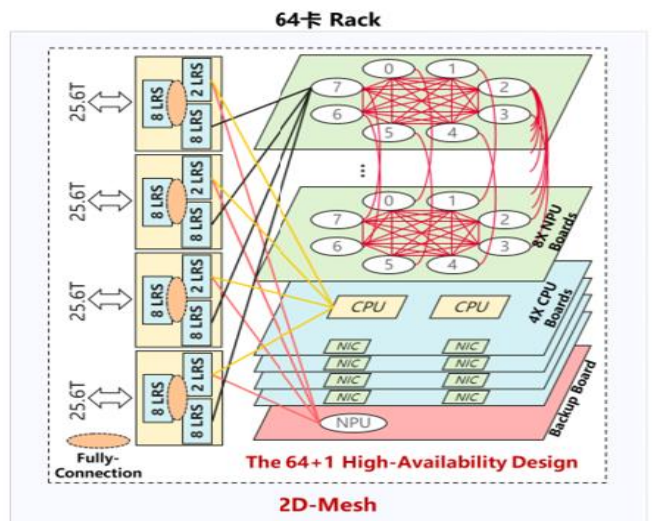 64卡 Rack
25.6T
8 LRS
2 LRS
8 LRS
25.6T
8 LRS
2 LRS
8 LRS
25.6T
8 LRS
2 LRS
8 LRS
25.6T
8 LRS
2 LRS
8 LRS
Fully-
Connection
0
1
7
2
6
3
5
4
...
0
1
7
2
6
3
5
4
8X NPU
Boards
CPU
CPU
4X CPU
Boards
NIC
NIC
NIC
NIC
NIC
NIC
NIC
NIC
NPU
Backup Board
The 64+1 High-Availability Design
2D-Mesh